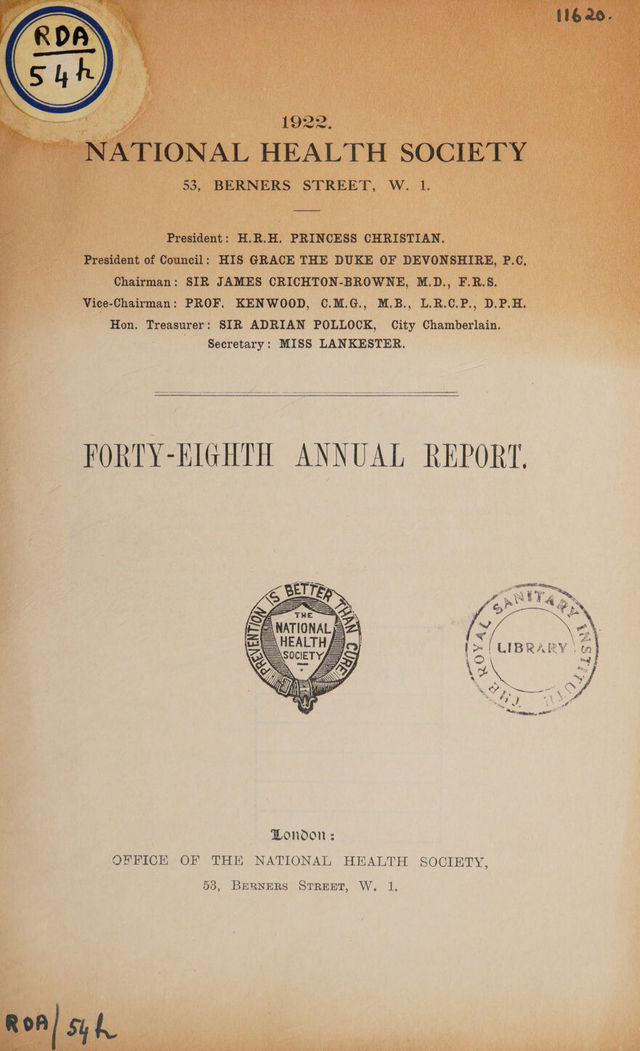 11620.
RDA
54h
1922.
NATIONAL HEALTH SOCIETY
53, BERNERS STREET, W. 1.
President: H.R.H. PRINCESS CHRISTIAN.
President of Council: HIS GRACE THE DUKE OF DEVONSHIRE, P.C.
Chairman: SIR JAMES CRICHTON-BROWNE, M.D., F.R.S.
Vice-Chairman: PROF. KENWOOD, C.M.G., M.B., L.R.C.P., D.P.H.
Hon. Treasurer: SIR ADRIAN POLLOCK, City Chamberlain.
Secretary: MISS LANKESTER.
FORTY-EIGHTH ANNUAL REPORT.
PREVENTION IS BETTER THAN CURE
THE
NATIONAL
HEALTH
SOCIETY
THE ROYAL SANITARY INSTITUTE
LIBRARY
London:
OFFICE OF THE NATIONAL HEALTH SOCIETY,
53, BERNERS STREET, W. 1.
RDA/54h